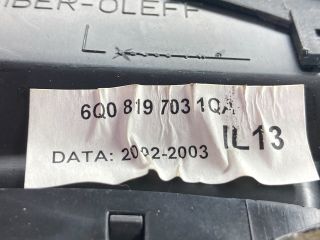 IBER-OLEFF
6Q0 819 703 1QA
DATA: 2002-2003
IL13